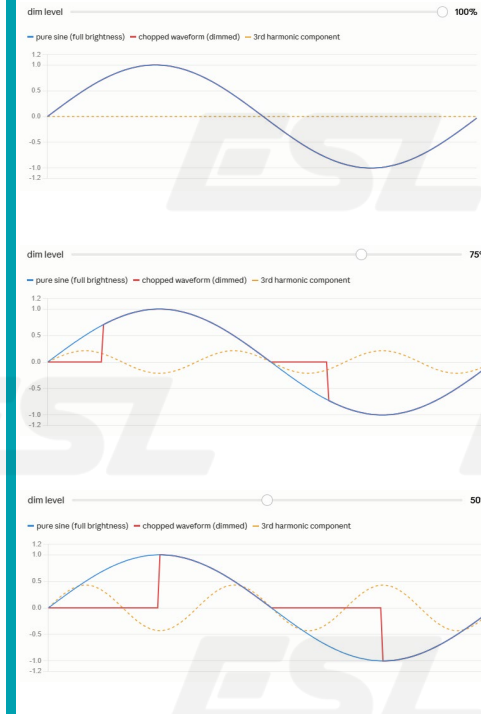 dim level 100%
pure sine (full brightness) chopped waveform (dimmed) 3rd harmonic component
1.2
1.0
0.5
0.0
-0.5
-1.0
-1.2
ESL
dim level 75%
pure sine (full brightness) chopped waveform (dimmed) 3rd harmonic component
1.2
1.0
0.5
0.0
-0.5
-1.0
-1.2
ESL
dim level 50
pure sine (full brightness) chopped waveform (dimmed) 3rd harmonic component
1.2
1.0
0.5
0.0
-0.5
-1.0
-1.2
ESL